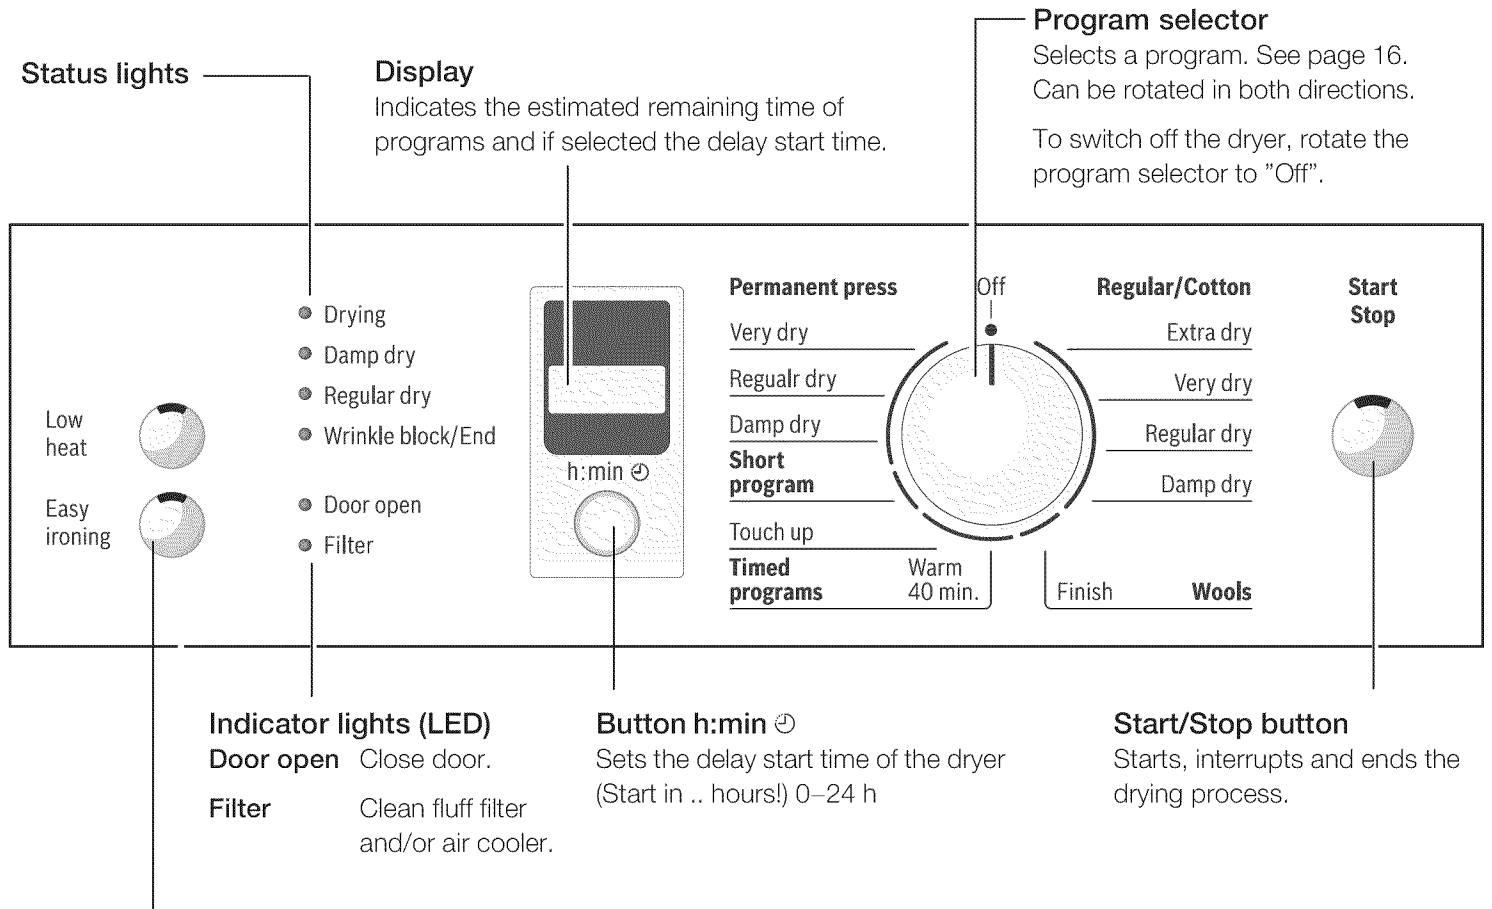 Program selector
Selects a program. See page 16.
Can be rotated in both directions.
To switch off the dryer, rotate the
program selector to ”Off”.
Status lights
Display
Indicates the estimated remaining time of
programs and if selected the delay start time.
Low
heat
Easy
ironing
Drying
Damp dry
Regular dry
Wrinkle block/End
Door open
Filter
h:min
Permanent press
Very dry
Regualr dry
Damp dry
Short
program
Touch up
Timed
programs
Warm
40 min.
Off
Regular/Cotton
Extra dry
Very dry
Regular dry
Damp dry
Finish
Wools
Start
Stop
Indicator lights (LED)
Door open Close door.
Filter Clean fluff filter
and/or air cooler.
Button h:min
Sets the delay start time of the dryer
(Start in .. hours!) 0–24 h
Start/Stop button
Starts, interrupts and ends the
drying process.